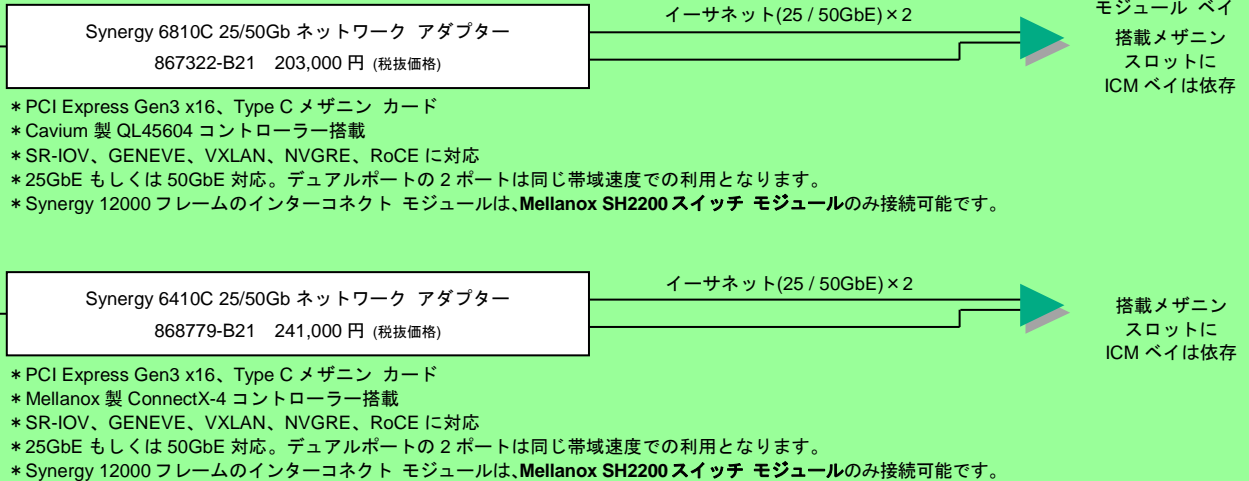 イーサネット(25 / 50GbE)×2
モジュール ベイ
Synergy 6810C 25/50Gb ネットワーク アダプター
867322-B21 203,000 円 (税抜価格)
搭載メザニン
スロットに
ICM ベイは依存
＊PCI Express Gen3 x16、Type C メザニン カード
＊Cavium 製 QL45604 コントローラー搭載
＊SR-IOV、GENEVE、VXLAN、NVGRE、RoCE に対応
＊25GbE もしくは 50GbE 対応。デュアルポートの 2 ポートは同じ帯域速度での利用となります。
＊Synergy 12000 フレームのインターコネクト モジュールは、Mellanox SH2200 スイッチ モジュールのみ接続可能です。
イーサネット(25 / 50GbE)×2
Synergy 6410C 25/50Gb ネットワーク アダプター
868779-B21 241,000 円 (税抜価格)
搭載メザニン
スロットに
ICM ベイは依存
＊PCI Express Gen3 x16、Type C メザニン カード
＊Mellanox 製 ConnectX-4 コントローラー搭載
＊SR-IOV、GENEVE、VXLAN、NVGRE、RoCE に対応
＊25GbE もしくは 50GbE 対応。デュアルポートの 2 ポートは同じ帯域速度での利用となります。
＊Synergy 12000 フレームのインターコネクト モジュールは、Mellanox SH2200 スイッチ モジュールのみ接続可能です。